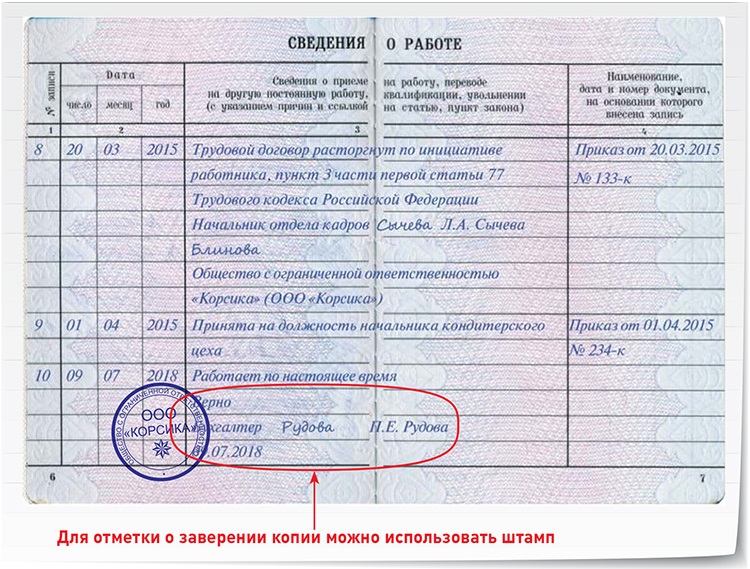 СВЕДЕНИЯ О РАБОТЕ
№ записи
Дата
число месяц год
Сведения о приеме на работу, переводе
на другую постоянную работу, квалификации, увольнении
(с указанием причин и ссылкой на статью, пункт закона)
Наименование,
дата и номер документа,
на основании которого
внесена запись
1 2 3 4
8 20 03 2015 Трудовой договор расторгнут по инициативе Приказ от 20.03.2015
работника, пункт 3 части первой статьи 77 № 133-к
Трудового кодекса Российской Федерации
Начальник отдела кадров Сычева Л.А. Сычева
Блинова
Общество с ограниченной ответственностью
«Корсика» (ООО «Корсика»)
9 01 04 2015 Принята на должность начальника кондитерского Приказ от 01.04.2015
цеха № 234-к
10 09 07 2018 Работает по настоящее время
Верно
Бухгалтер Рудова П.Е. Рудова
09.07.2018
ОБЩЕСТВО С ОГРАНИЧЕННОЙ ОТВЕТСТВЕННОСТЬЮ
ООО
«КОРСИКА»
6 7
Для отметки о заверении копии можно использовать штамп